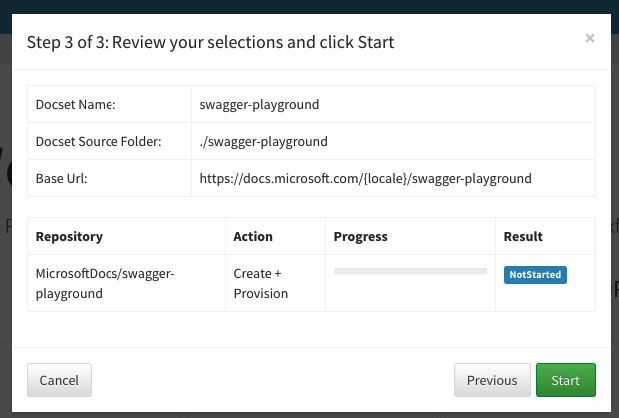 Step 3 of 3: Review your selections and click Start
×
Docset Name: swagger-playground
Docset Source Folder: ./swagger-playground
Base Url: https://docs.microsoft.com/{locale}/swagger-playground
Repository Action Progress Result
MicrosoftDocs/swagger- Create + NotStarted
playground Provision
Cancel Previous Start